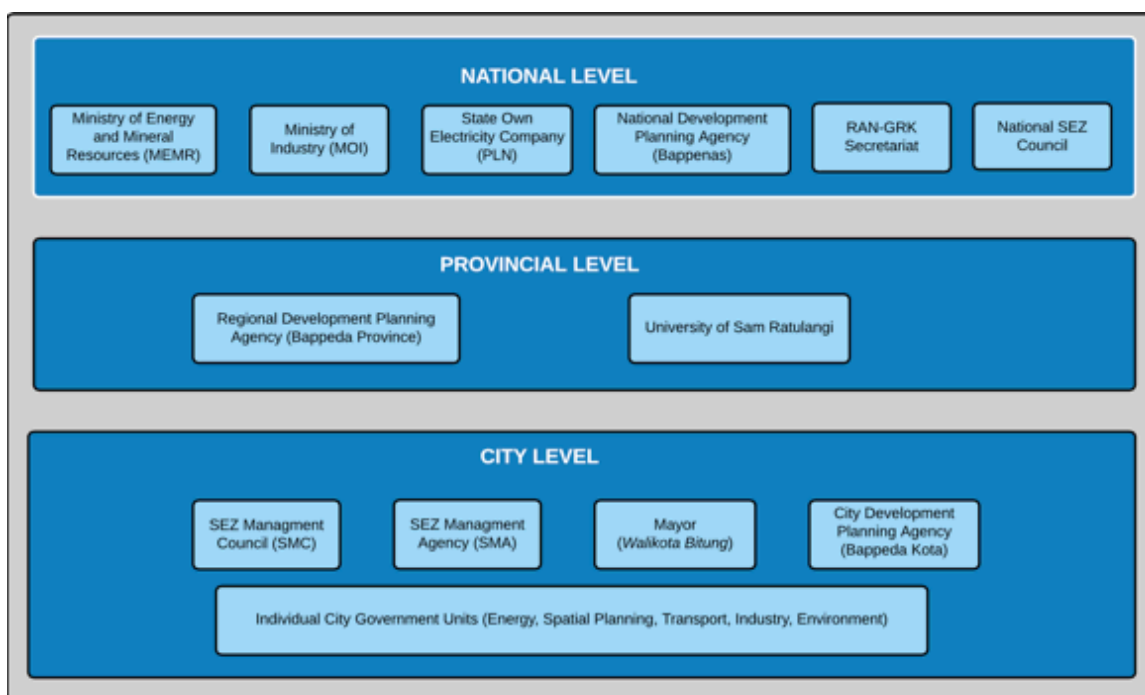 NATIONAL LEVEL
Ministry of Energy
and Mineral
Resources (MEMR)
Ministry of
Industry (MOI)
State Own
Electricity Company
(PLN)
National Development
Planning Agency
(Bappenas)
RAN-GRK
Secretariat
National SEZ
Council
PROVINCIAL LEVEL
Regional Development Planning
Agency (Bappeda Province)
University of Sam Ratulangi
CITY LEVEL
SEZ Managment
Council (SMC)
SEZ Managment
Agency (SMA)
Mayor
(Walikota Bitung)
City Development
Planning Agency
(Bappeda Kota)
Individual City Government Units (Energy, Spatial Planning, Transport, Industry, Environment)